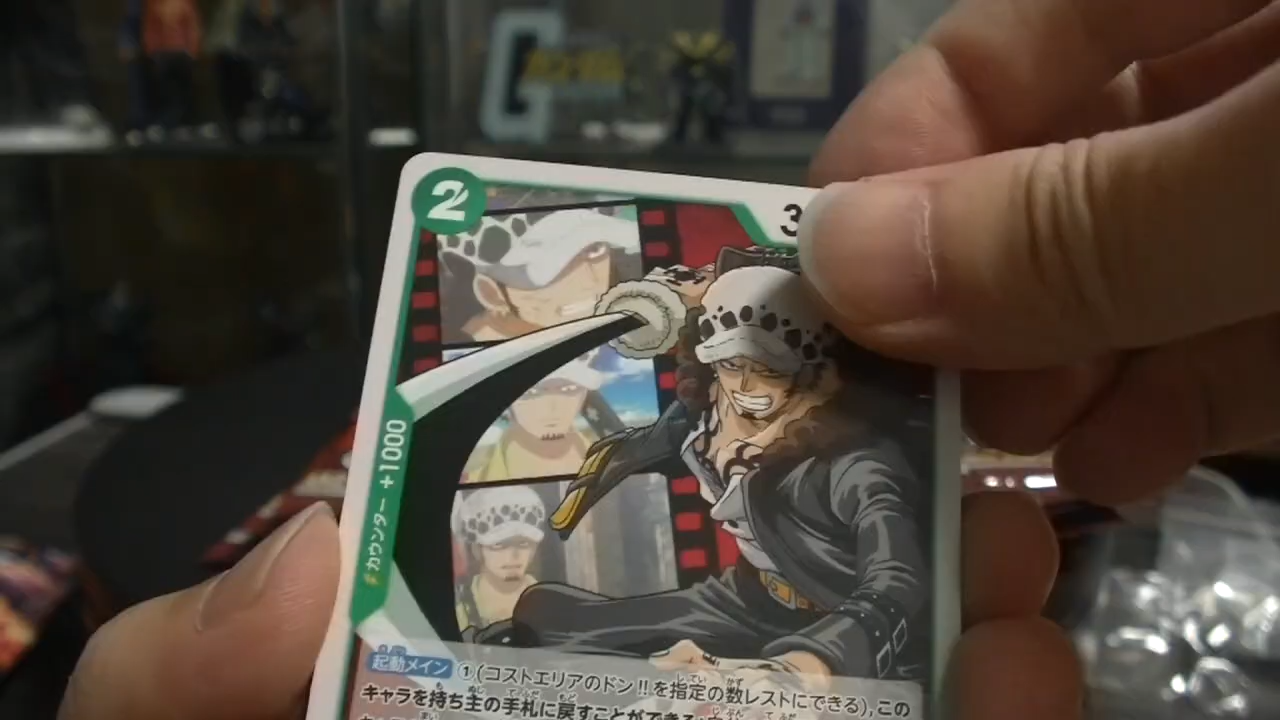 2
3
カウンター +1000
起動メイン ①(コストエリアのドン!!を指定の数レストにできる),この
キャラを持ち主の手札に戻すことができる: